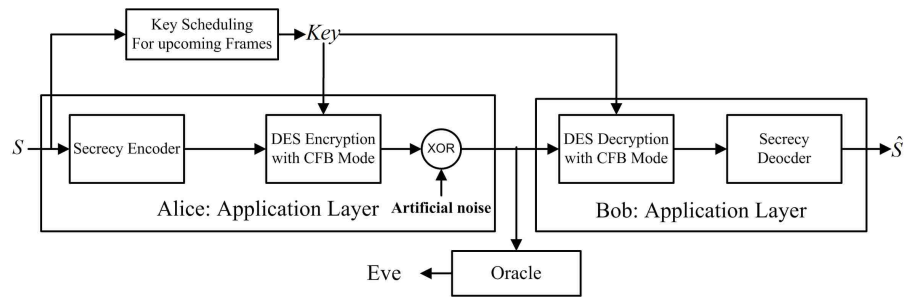 Key Scheduling
For upcoming Frames
Key
S
Secrecy Encoder
DES Encryption
with CFB Mode
XOR
Artificial noise
Alice: Application Layer
DES Decryption
with CFB Mode
Secrecy
Deocder
Ŝ
Bob: Application Layer
Eve
Oracle